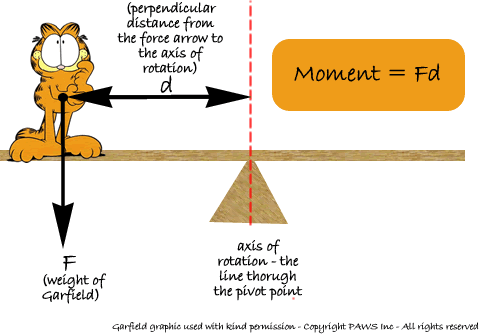 (perpendicular
distance from
the force arrow to
the axis of
rotation)
d
Moment = Fd
F
(weight of
Garfield)
axis of
rotation - the
line thorugh
the pivot point
Garfield graphic used with kind permission - Copyright PAWS Inc - All rights reserved